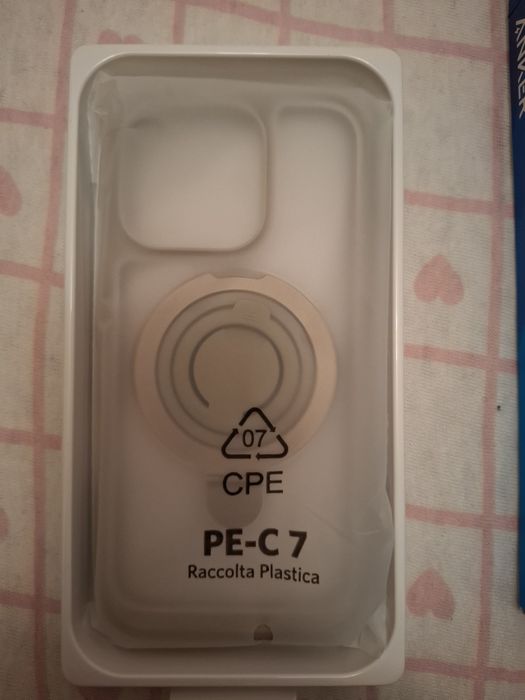 07
CPE
PE-C 7
Raccolta Plastica